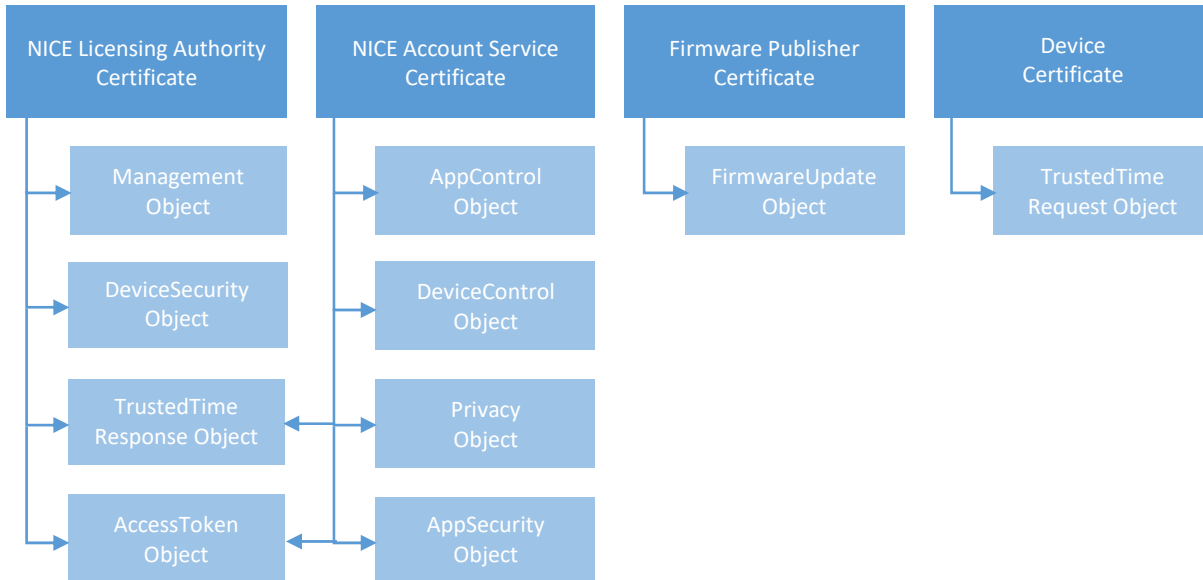 NICE Licensing Authority
Certificate
NICE Account Service
Certificate
Firmware Publisher
Certificate
Device
Certificate
Management
Object
AppControl
Object
FirmwareUpdate
Object
TrustedTime
Request Object
DeviceSecurity
Object
DeviceControl
Object
TrustedTime
Response Object
Privacy
Object
AccessToken
Object
AppSecurity
Object